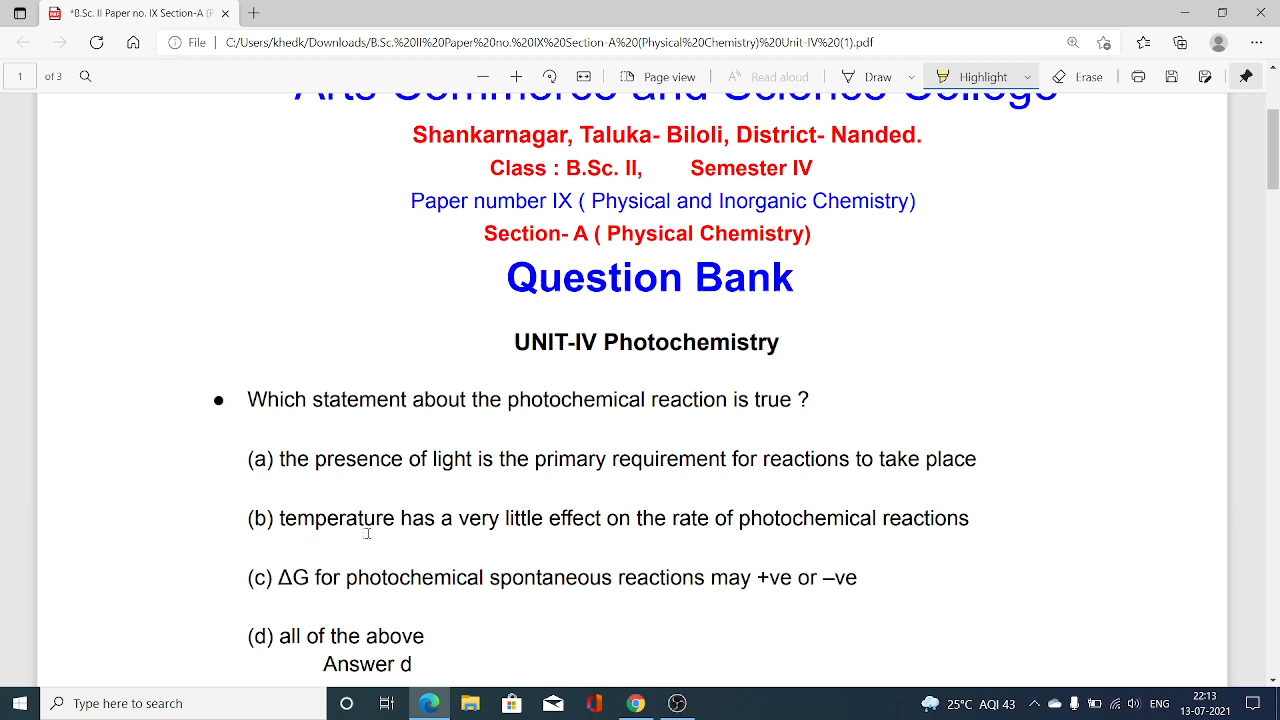 *B.Sc. II Paper no. IX Section-A (F
File
C:/Users/khedk/Downloads/B.Sc.%20II%20Paper%20no.%20IX%20Section-A%20(Physical%20Chemistry)%20Unit-IV%20(1).pdf
1 of 3
Page view
Read aloud
Draw
Highlight
Erase
Arts Commerce and Science College
Shankarnagar, Taluka- Biloli, District- Nanded.
Class : B.Sc. II, Semester IV
Paper number IX ( Physical and Inorganic Chemistry)
Section- A ( Physical Chemistry)
Question Bank
UNIT-IV Photochemistry
● Which statement about the photochemical reaction is true ?
(a) the presence of light is the primary requirement for reactions to take place
(b) temperature has a very little effect on the rate of photochemical reactions
(c) ΔG for photochemical spontaneous reactions may +ve or –ve
(d) all of the above
Answer d
Type here to search
25°C AQI 43
ENG
22:13
13-07-2021